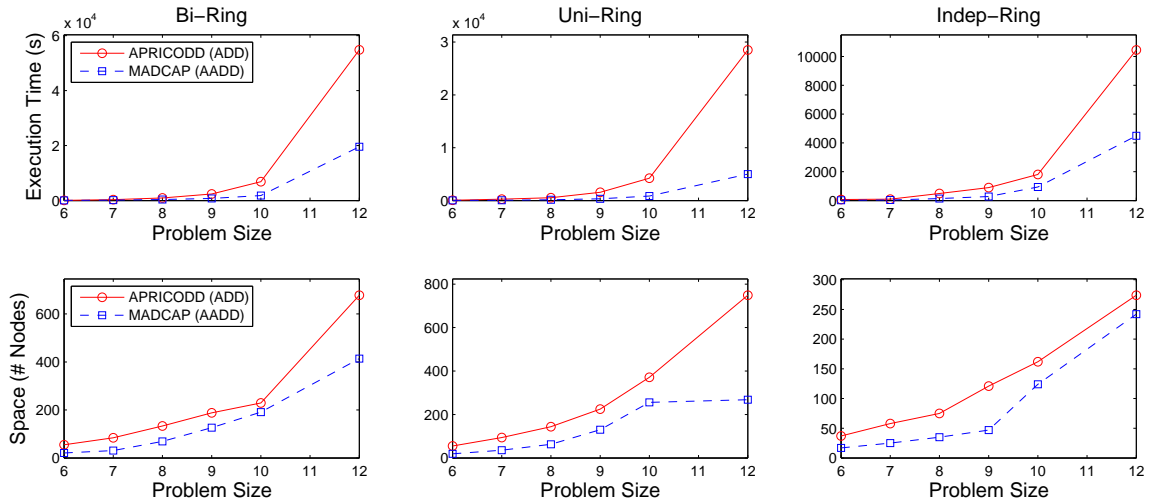 Bi−Ring
x 10^4
6
4
2
0
Execution Time (s)
APRICODD (ADD)
MADCAP (AADD)
6 7 8 9 10 11 12
Problem Size
Uni−Ring
x 10^4
3
2
1
0
6 7 8 9 10 11 12
Problem Size
Indep−Ring
10000
8000
6000
4000
2000
0
6 7 8 9 10 11 12
Problem Size
600
400
200
0
Space (# Nodes)
APRICODD (ADD)
MADCAP (AADD)
6 7 8 9 10 11 12
Problem Size
800
600
400
200
0
6 7 8 9 10 11 12
Problem Size
300
250
200
150
100
50
0
6 7 8 9 10 11 12
Problem Size